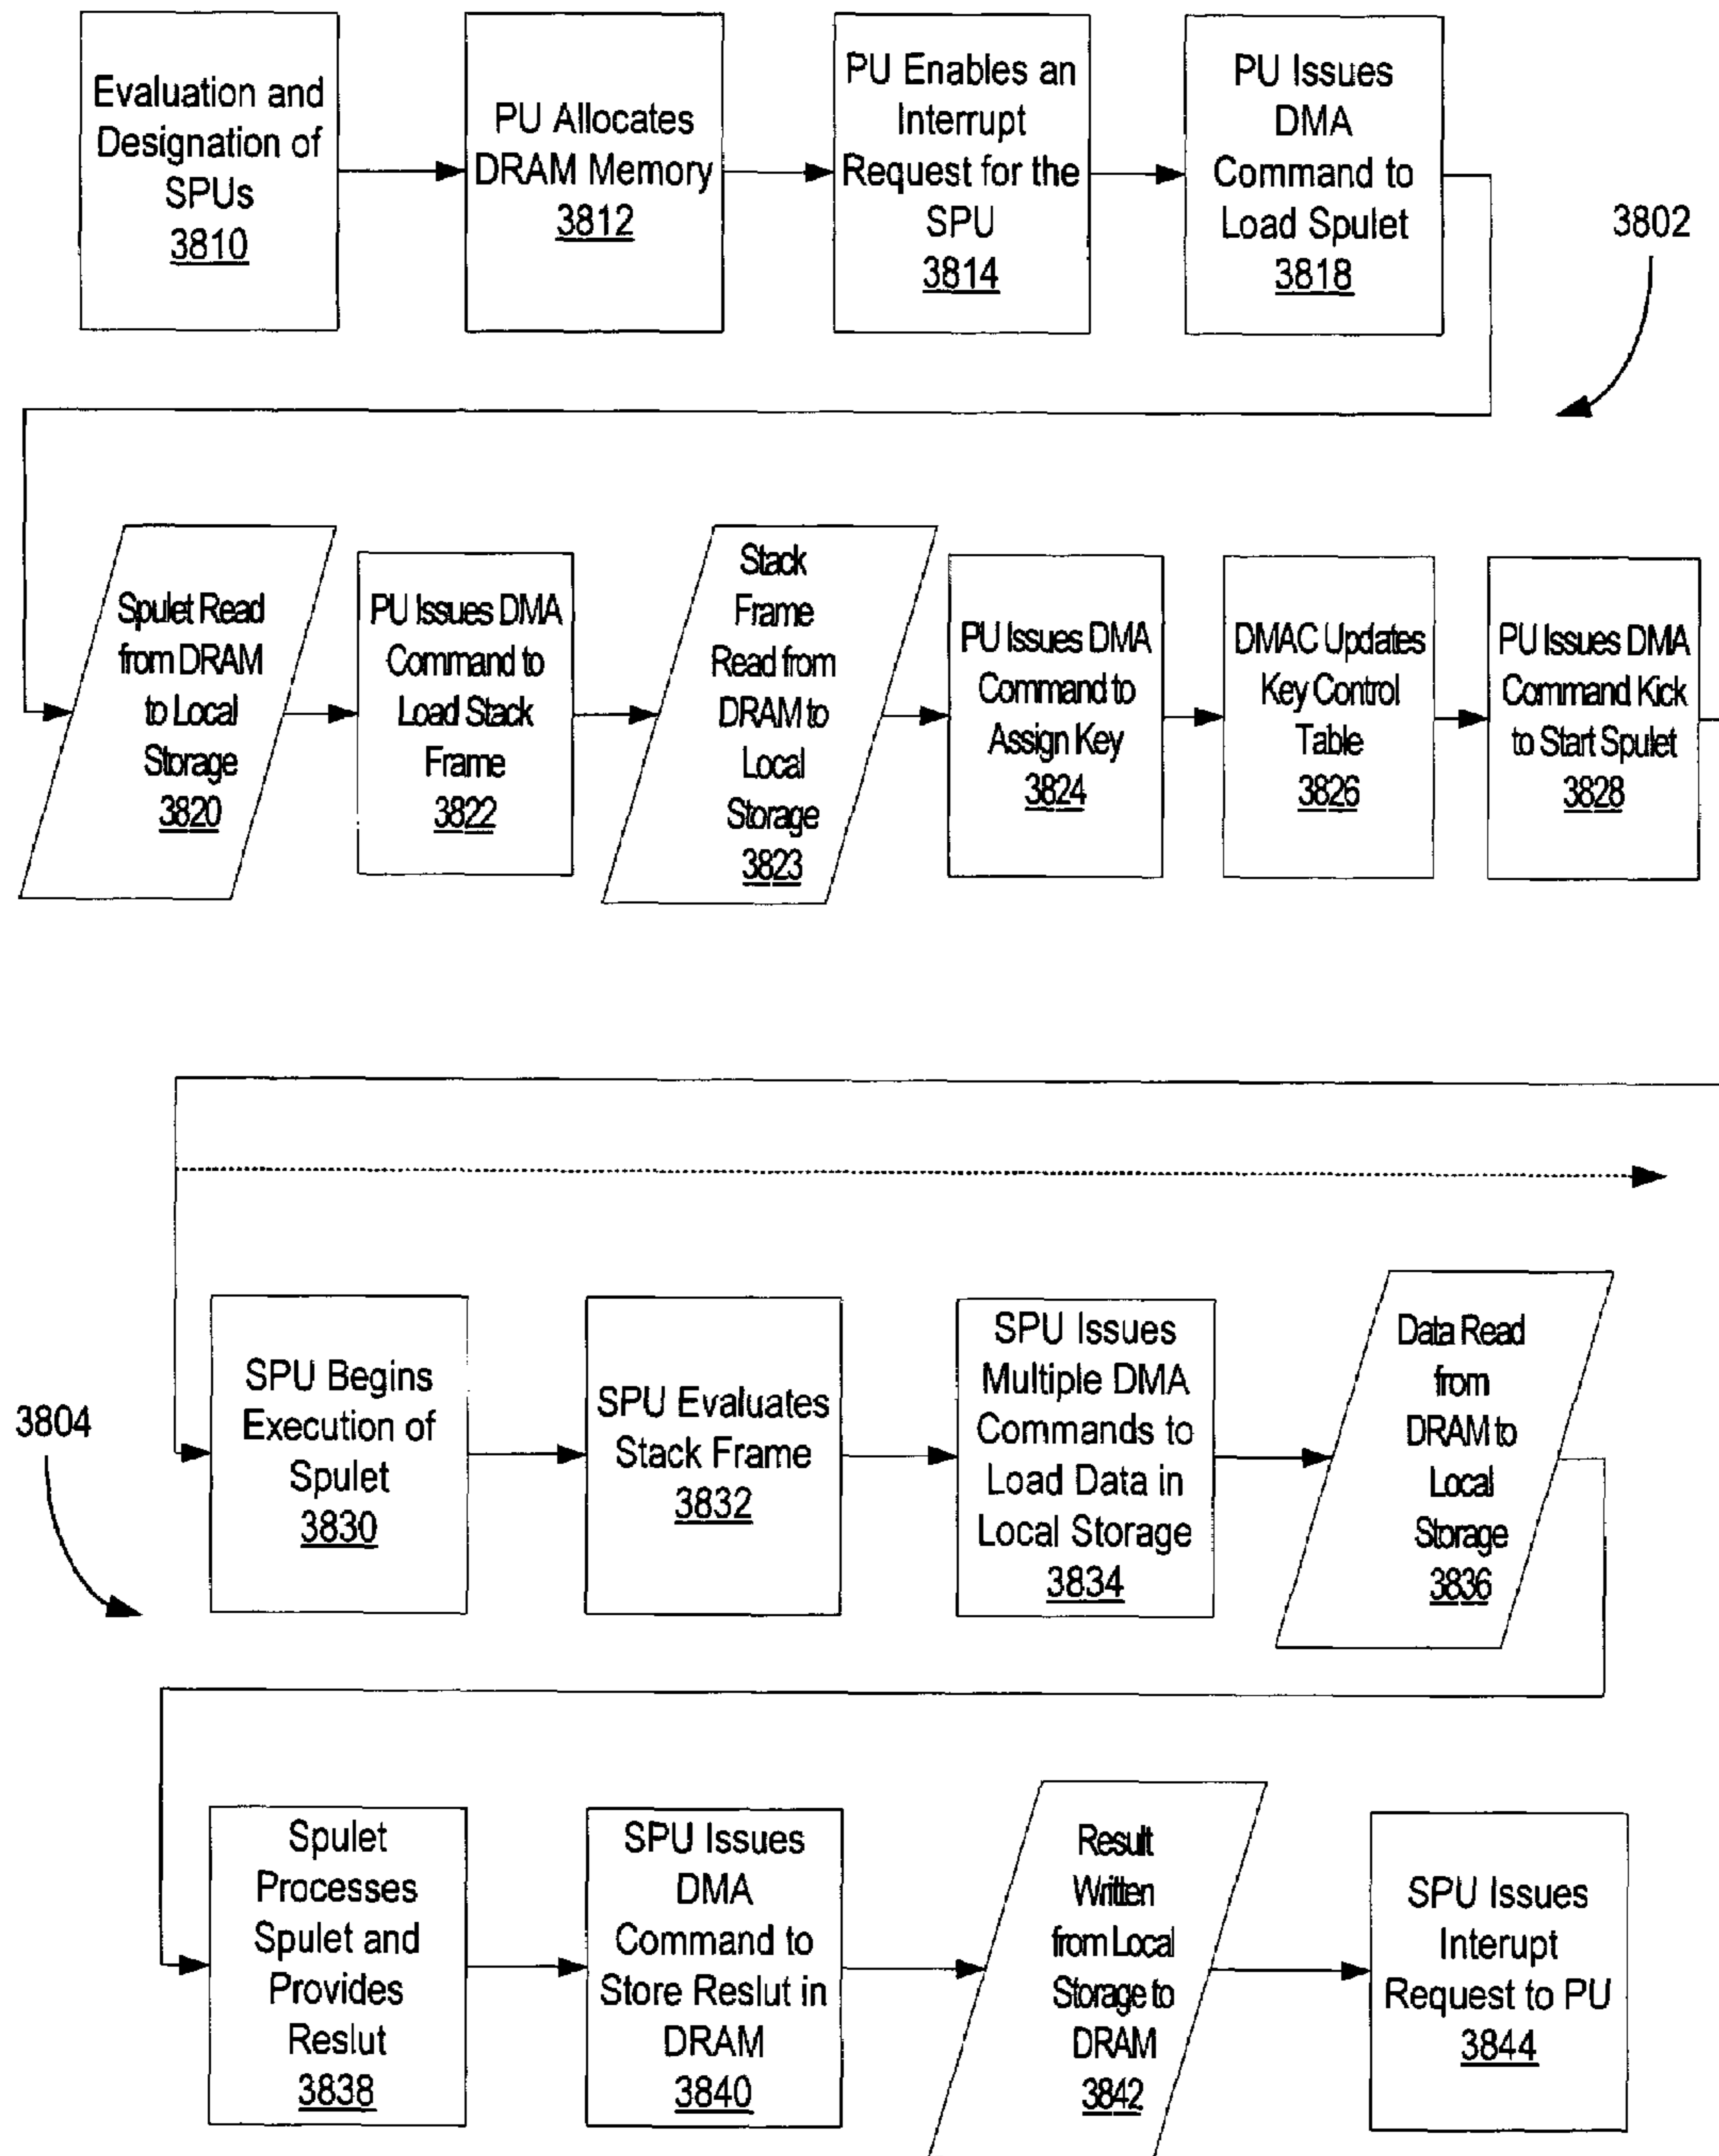 Evaluation and
Designation of
SPUs
3810
PU Allocates
DRAM Memory
3812
PU Enables an
Interrupt
Request for the
SPU
3814
PU Issues
DMA
Command to
Load Spulet
3818
3802
Spulet Read
from DRAM
to Local
Storage
3820
PU Issues DMA
Command to
Load Stack
Frame
3822
Stack
Frame
Read from
DRAM to
Local
Storage
3823
PU Issues DMA
Command to
Assign Key
3824
DMAC Updates
Key Control
Table
3826
PU Issues DMA
Command Kick
to Start Spulet
3828
3804
SPU Begins
Execution of
Spulet
3830
SPU Evaluates
Stack Frame
3832
SPU Issues
Multiple DMA
Commands to
Load Data in
Local Storage
3834
Data Read
from
DRAM to
Local
Storage
3836
Spulet
Processes
Spulet and
Provides
Reslut
3838
SPU Issues
DMA
Command to
Store Reslut in
DRAM
3840
Result
Written
from Local
Storage to
DRAM
3842
SPU Issues
Interupt
Request to PU
3844